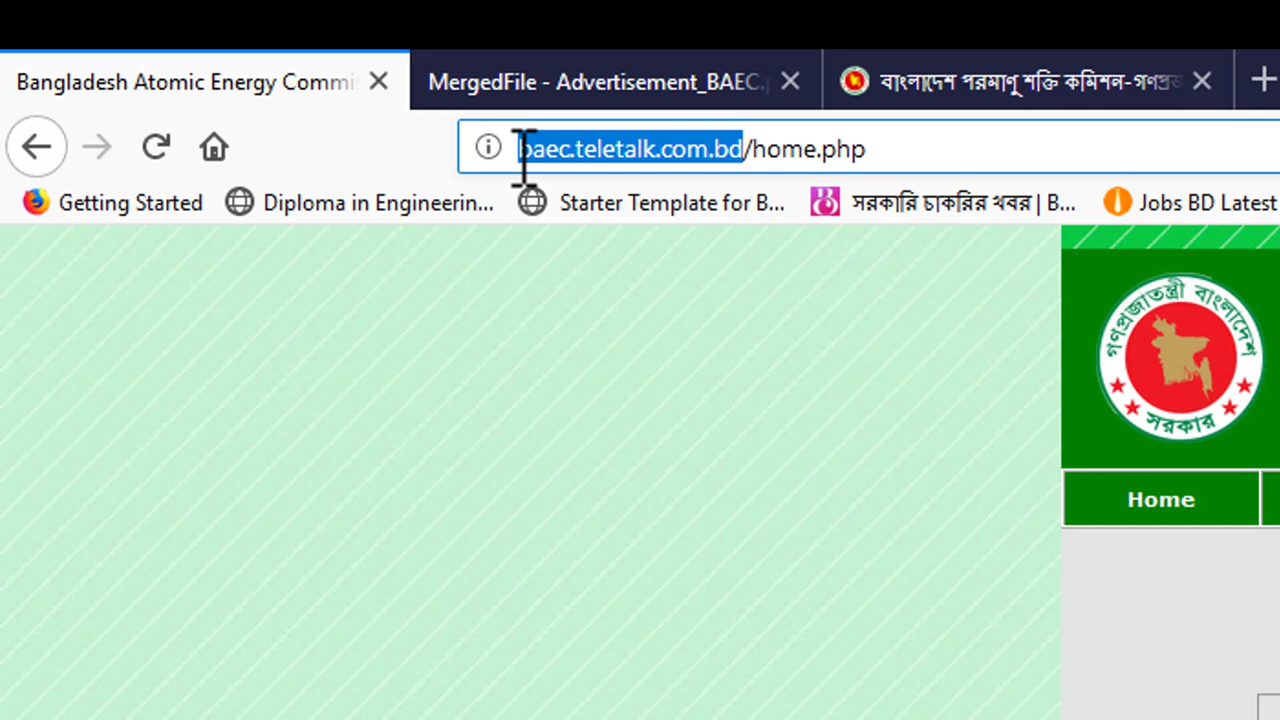 Bangladesh Atomic Energy Commi
MergedFile - Advertisement_BAEC.
বাংলাদেশ পরমাণু শক্তি কমিশন-গণপ্র
baec.teletalk.com.bd/home.php
Getting Started
Diploma in Engineerin...
Starter Template for B...
সরকারি চাকরির খবর | B...
Jobs BD Latest
গণপ্রজাতন্ত্রী বাংলাদেশ
সরকার
Home